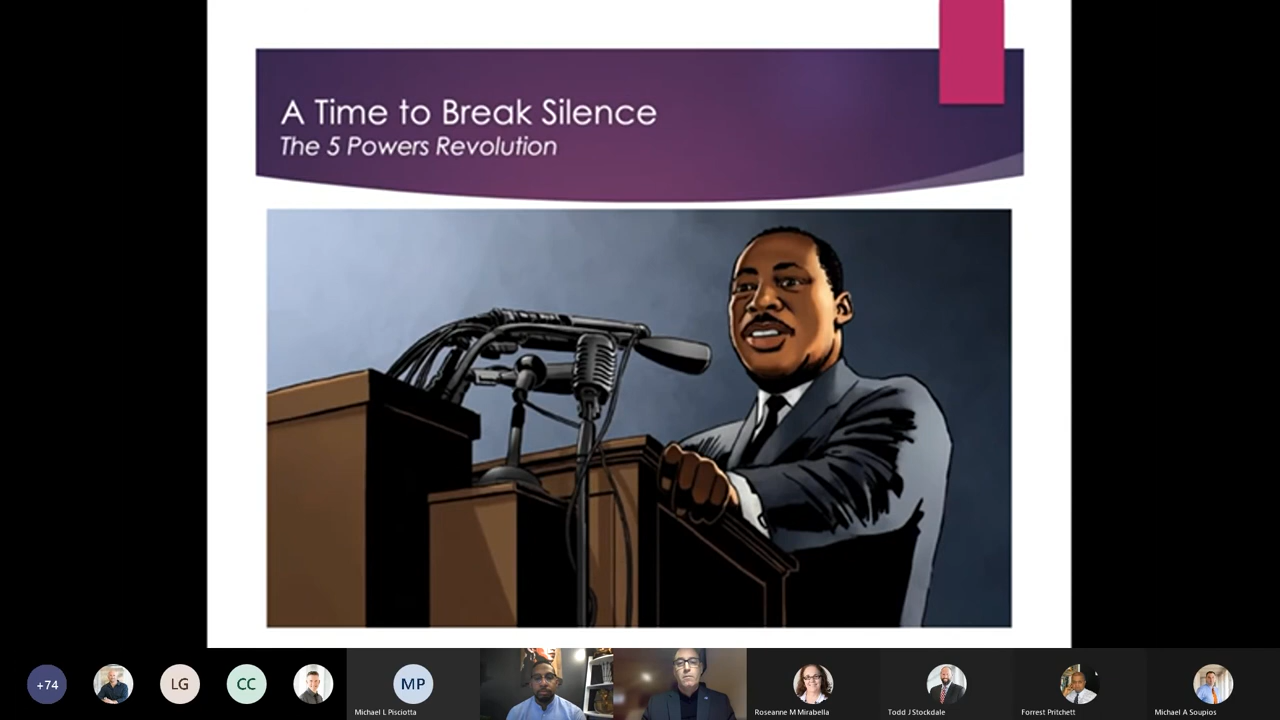 A Time to Break Silence
The 5 Powers Revolution
+74
LG
CC
MP
Michael L Pisciotta
Roseanne M Mirabella
Todd J Stockdale
Forrest Pritchett
Michael A Soupios